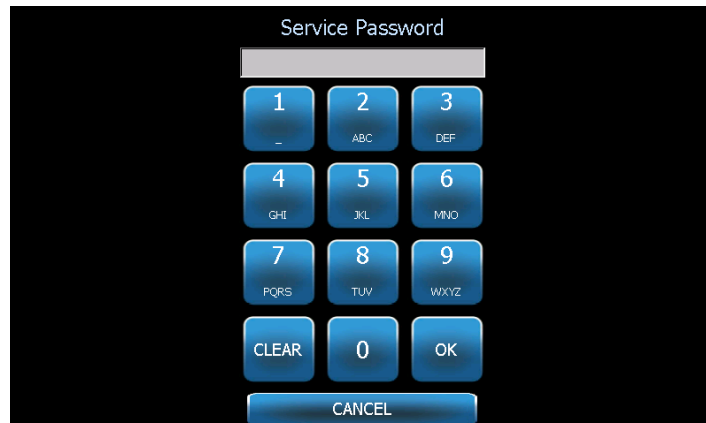 Service Password
1 2 3
_ ABC DEF
4 5 6
GHI JKL MNO
7 8 9
PQRS TUV WXYZ
CLEAR 0 OK
CANCEL